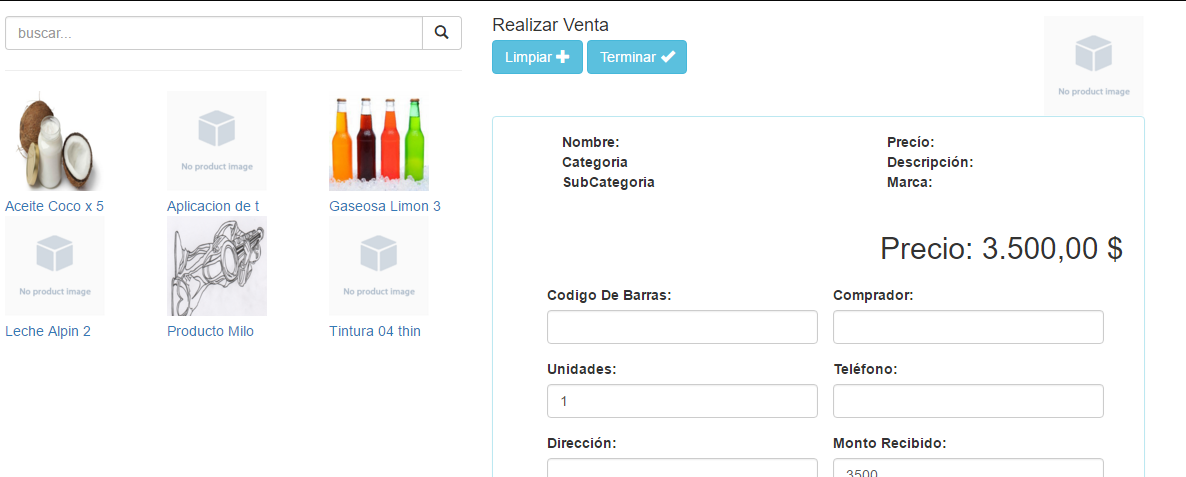 buscar...
No product image
Aceite Coco x 5
Aplicacion de t
Gaseosa Limon 3
No product image
No product image
Leche Alpin 2
Producto Milo
Tintura 04 thin
Realizar Venta
Limpiar
Terminar
No product image
Nombre:
Precío:
Categoria
Descripción:
SubCategoria
Marca:
Precio: 3.500,00 $
Codigo De Barras:
Comprador:
Unidades:
Teléfono:
1
Dirección:
Monto Recibido:
3500